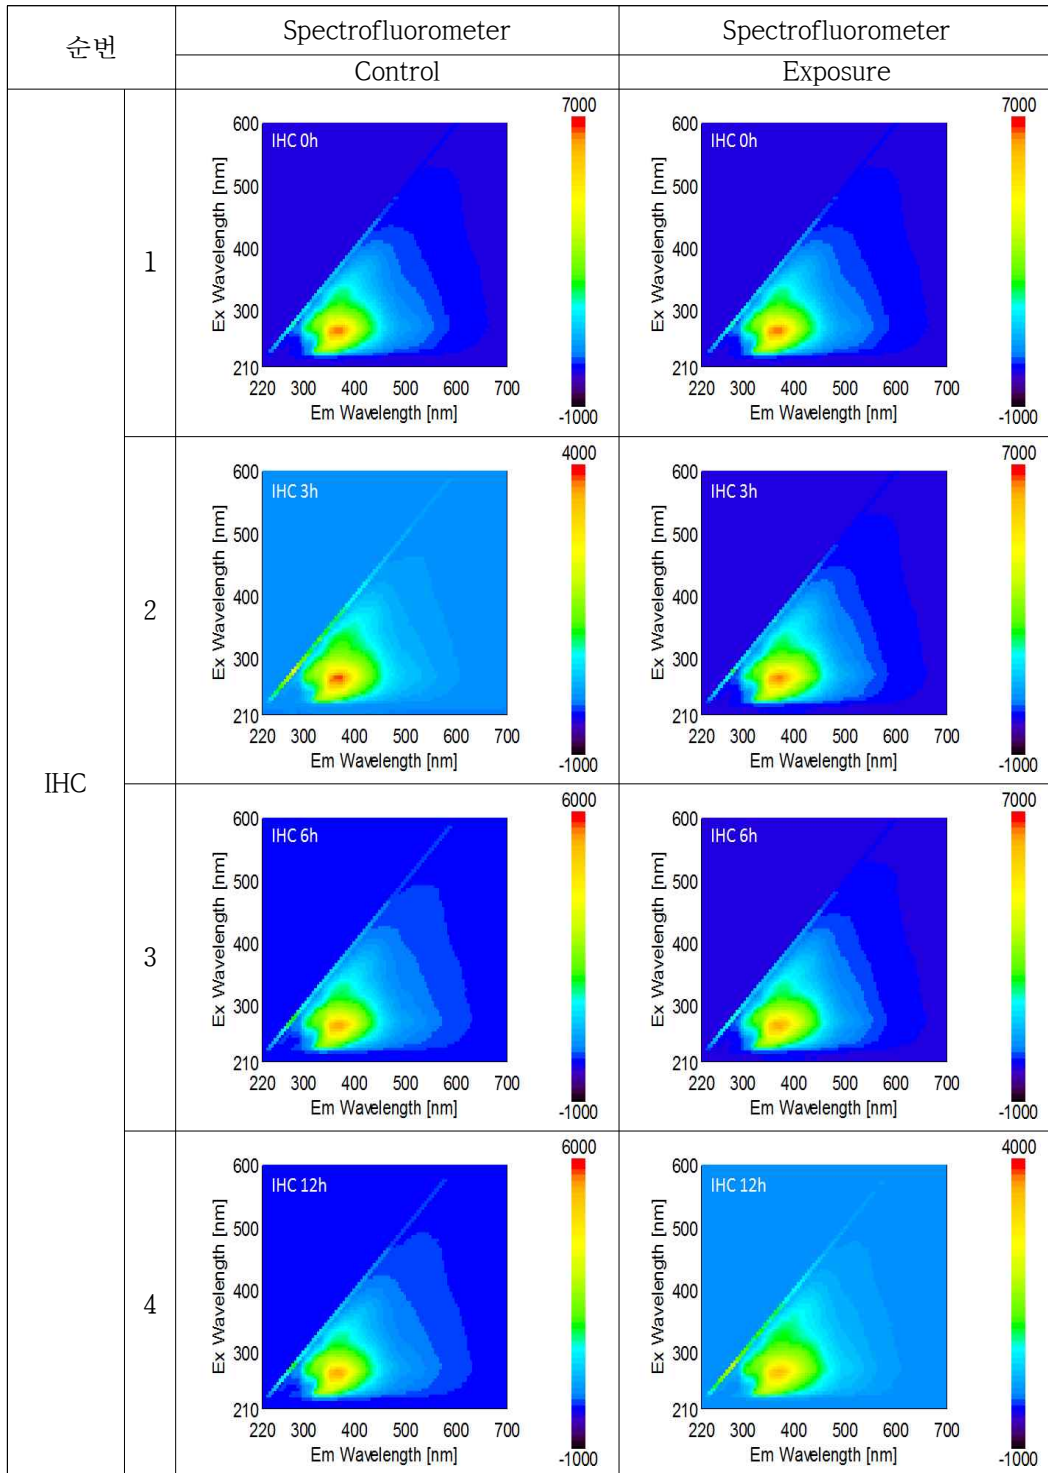 순번
Spectrofluorometer
Spectrofluorometer
Control
Exposure
IHC
1
7000
600
IHC 0h
500
400
300
210
220 300 400 500 600 700
Ex Wavelength [nm]
Em Wavelength [nm]
-1000
7000
600
IHC 0h
500
400
300
210
220 300 400 500 600 700
Ex Wavelength [nm]
Em Wavelength [nm]
-1000
2
4000
600
IHC 3h
500
400
300
210
220 300 400 500 600 700
Ex Wavelength [nm]
Em Wavelength [nm]
-1000
7000
600
IHC 3h
500
400
300
210
220 300 400 500 600 700
Ex Wavelength [nm]
Em Wavelength [nm]
-1000
3
6000
600
IHC 6h
500
400
300
210
220 300 400 500 600 700
Ex Wavelength [nm]
Em Wavelength [nm]
-1000
7000
600
IHC 6h
500
400
300
210
220 300 400 500 600 700
Ex Wavelength [nm]
Em Wavelength [nm]
-1000
4
6000
600
IHC 12h
500
400
300
210
220 300 400 500 600 700
Ex Wavelength [nm]
Em Wavelength [nm]
-1000
4000
600
IHC 12h
500
400
300
210
220 300 400 500 600 700
Ex Wavelength [nm]
Em Wavelength [nm]
-1000